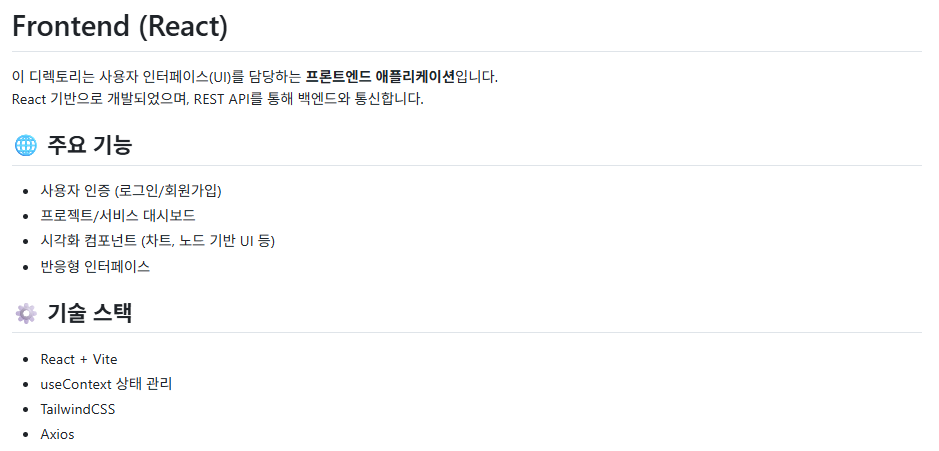 Frontend (React)
이 디렉토리는 사용자 인터페이스(UI)를 담당하는 프론트엔드 애플리케이션입니다.
React 기반으로 개발되었으며, REST API를 통해 백엔드와 통신합니다.
주요 기능
사용자 인증 (로그인/회원가입)
프로젝트/서비스 대시보드
시각화 컴포넌트 (차트, 노드 기반 UI 등)
반응형 인터페이스
기술 스택
React + Vite
useContext 상태 관리
TailwindCSS
Axios